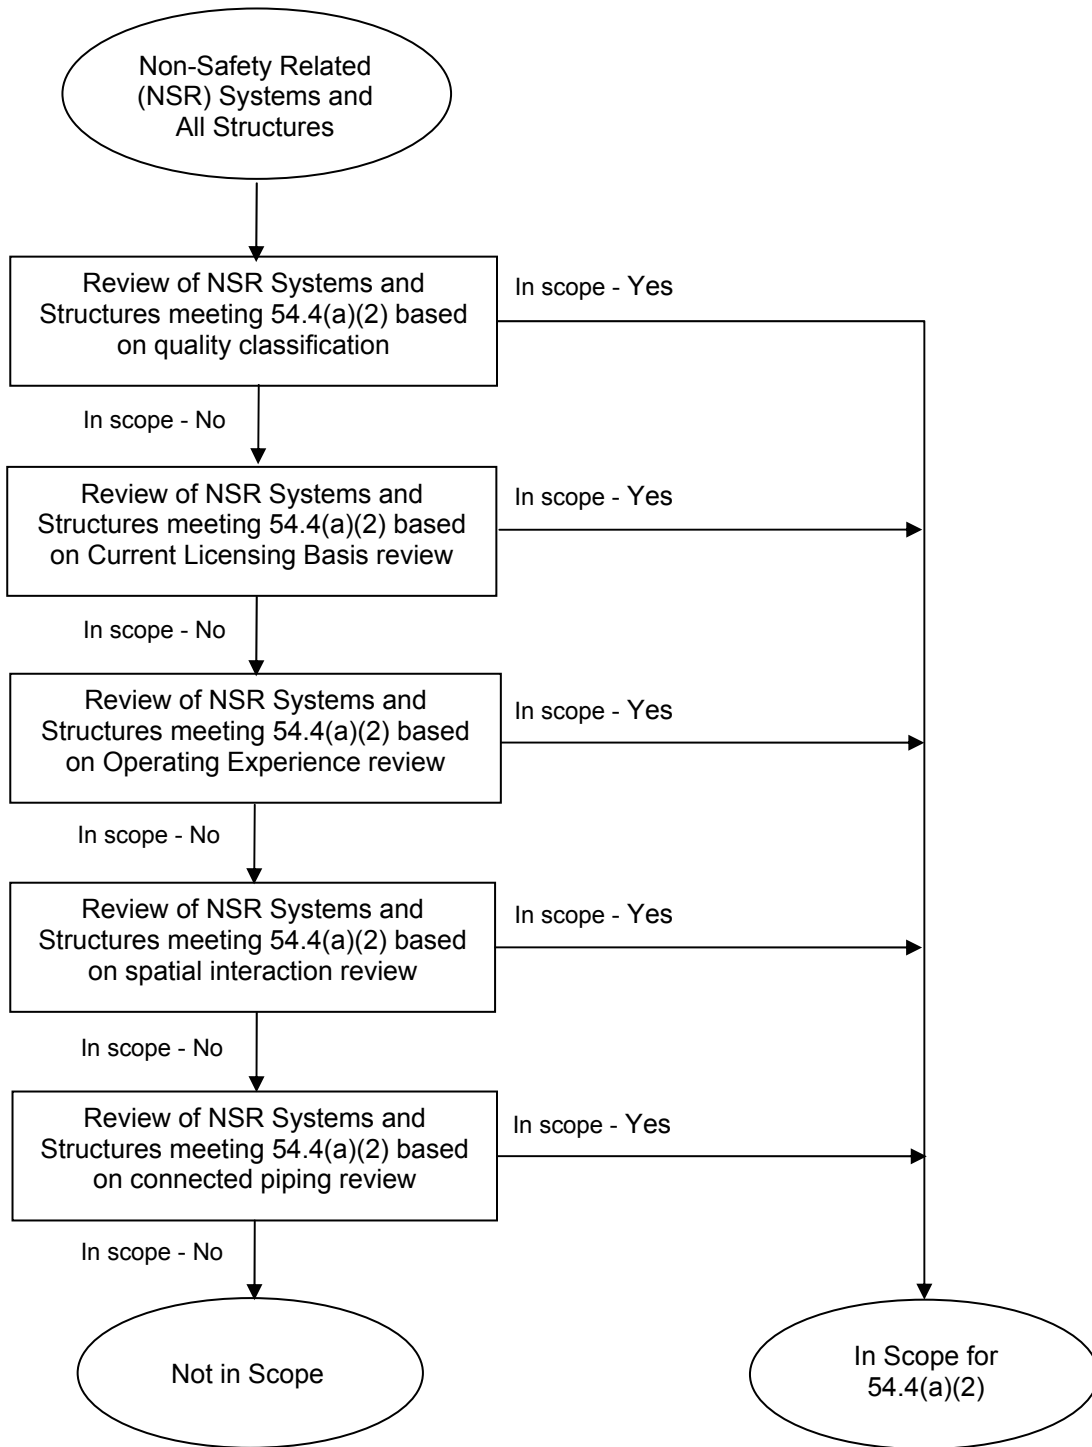 Non-Safety Related
(NSR) Systems and
All Structures
Review of NSR Systems and
Structures meeting 54.4(a)(2) based
on quality classification
In scope - Yes
In scope - No
Review of NSR Systems and
Structures meeting 54.4(a)(2) based
on Current Licensing Basis review
In scope - Yes
In scope - No
Review of NSR Systems and
Structures meeting 54.4(a)(2) based
on Operating Experience review
In scope - Yes
In scope - No
Review of NSR Systems and
Structures meeting 54.4(a)(2) based
on spatial interaction review
In scope - Yes
In scope - No
Review of NSR Systems and
Structures meeting 54.4(a)(2) based
on connected piping review
In scope - Yes
In scope - No
Not in Scope
In Scope for
54.4(a)(2)